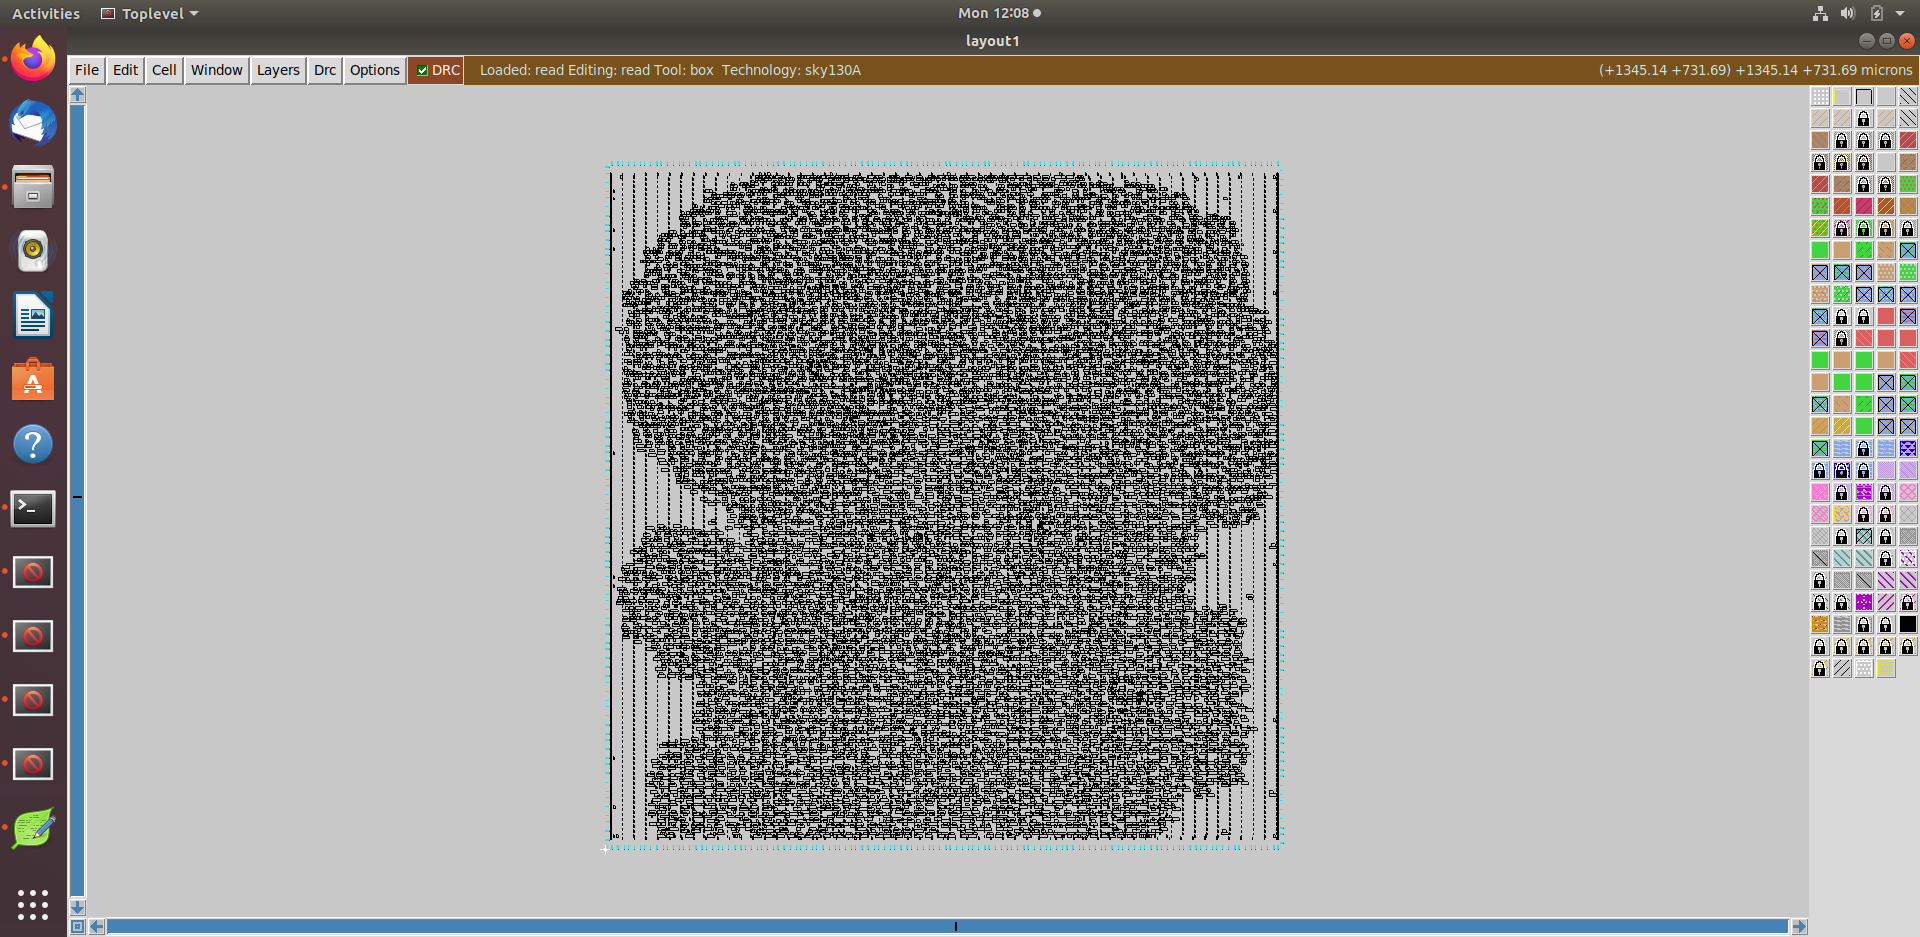 Activities Toplevel Mon 12:08
layout1
File Edit Cell Window Layers Drc Options DRC Loaded: read Editing: read Tool: box Technology: sky130A (+1345.14 +731.69) +1345.14 +731.69 microns